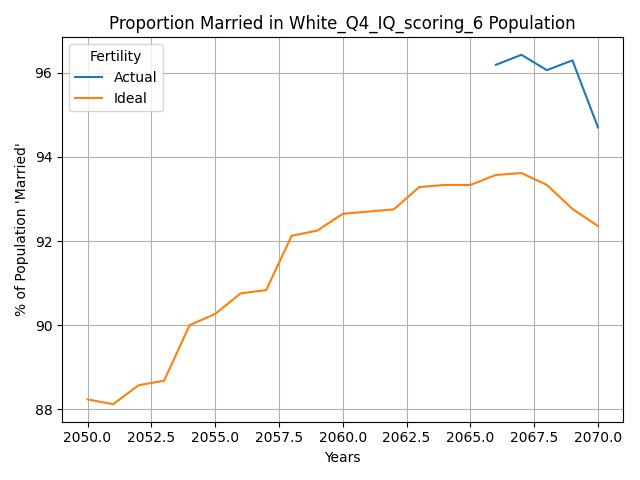 Proportion Married in White_Q4_IQ_scoring_6 Population
Fertility
Actual
Ideal
96
94
92
90
88
% of Population 'Married'
2050.0 2052.5 2055.0 2057.5 2060.0 2062.5 2065.0 2067.5 2070.0
Years